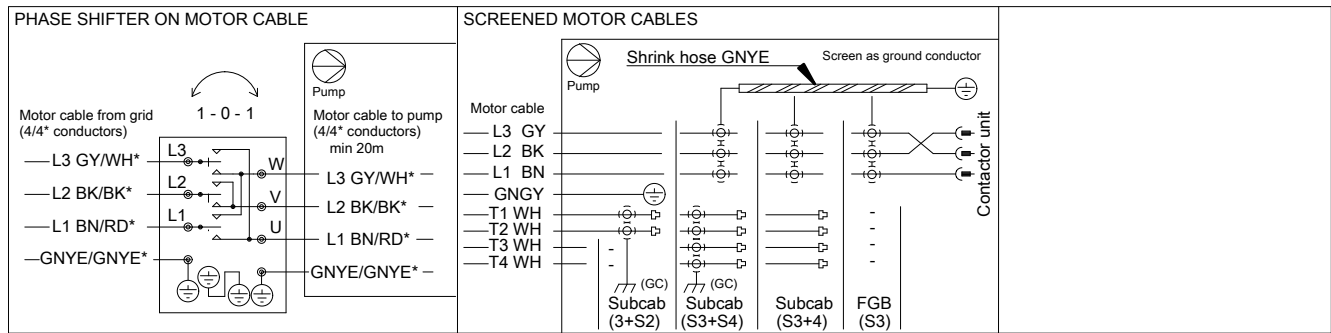 PHASE SHIFTER ON MOTOR CABLE
Pump
1 - 0 - 1
Motor cable from grid
(4/4* conductors)
Motor cable to pump
(4/4* conductors)
min 20m
L3 GY/WH*
L3
W
L3 GY/WH*
L2 BK/BK*
L2
V
L2 BK/BK*
L1 BN/RD*
L1
U
L1 BN/RD*
GNYE/GNYE*
GNYE/GNYE*
SCREENED MOTOR CABLES
Pump
Shrink hose GNYE
Screen as ground conductor
Motor cable
L3 GY
L2 BK
L1 BN
GNGY
T1 WH
-
T2 WH
-
T3 WH
-
-
T4 WH
-
-
Contactor unit
(GC)
(GC)
Subcab
(3+S2)
Subcab
(S3+S4)
Subcab
(S3+4)
FGB
(S3)